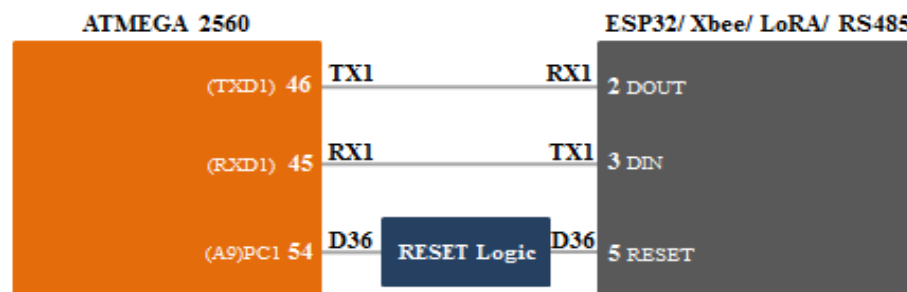 ATMEGA 2560 ESP32/ Xbee/ LoRA/ RS485
(TXD1) 46 TX1 RX1 2 DOUT
(RXD1) 45 RX1 TX1 3 DIN
(A9)PC1 54 D36 RESET Logic D36 5 RESET